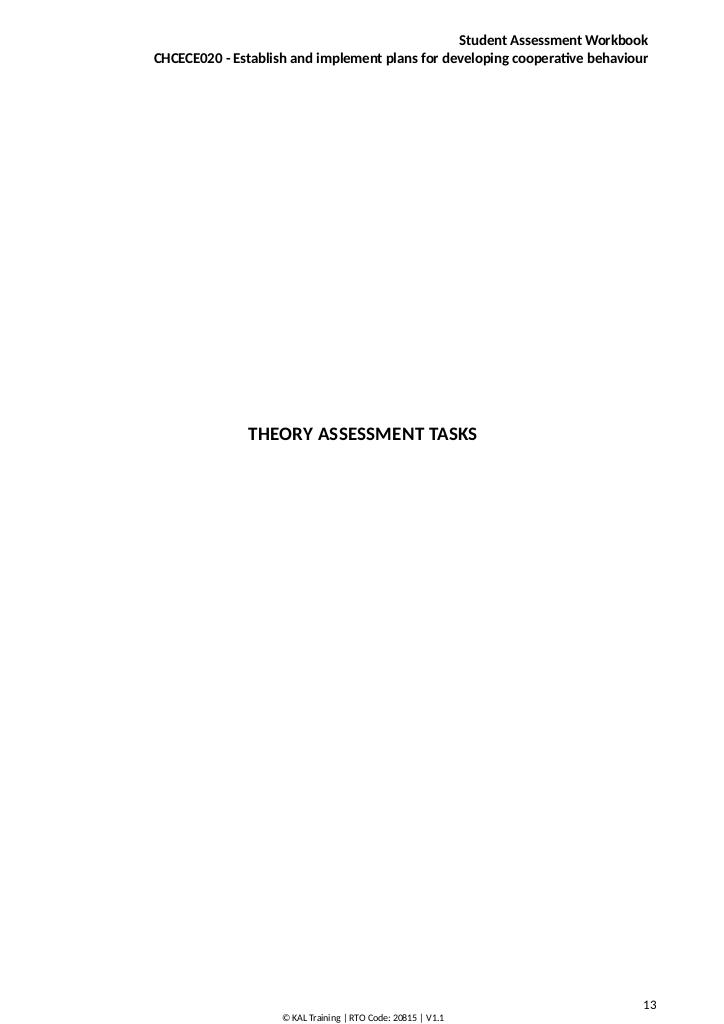 Student Assessment Workbook
CHCECE020 - Establish and implement plans for developing cooperative behaviour
THEORY ASSESSMENT TASKS
13
© KAL Training | RTO Code: 20815 | V1.1